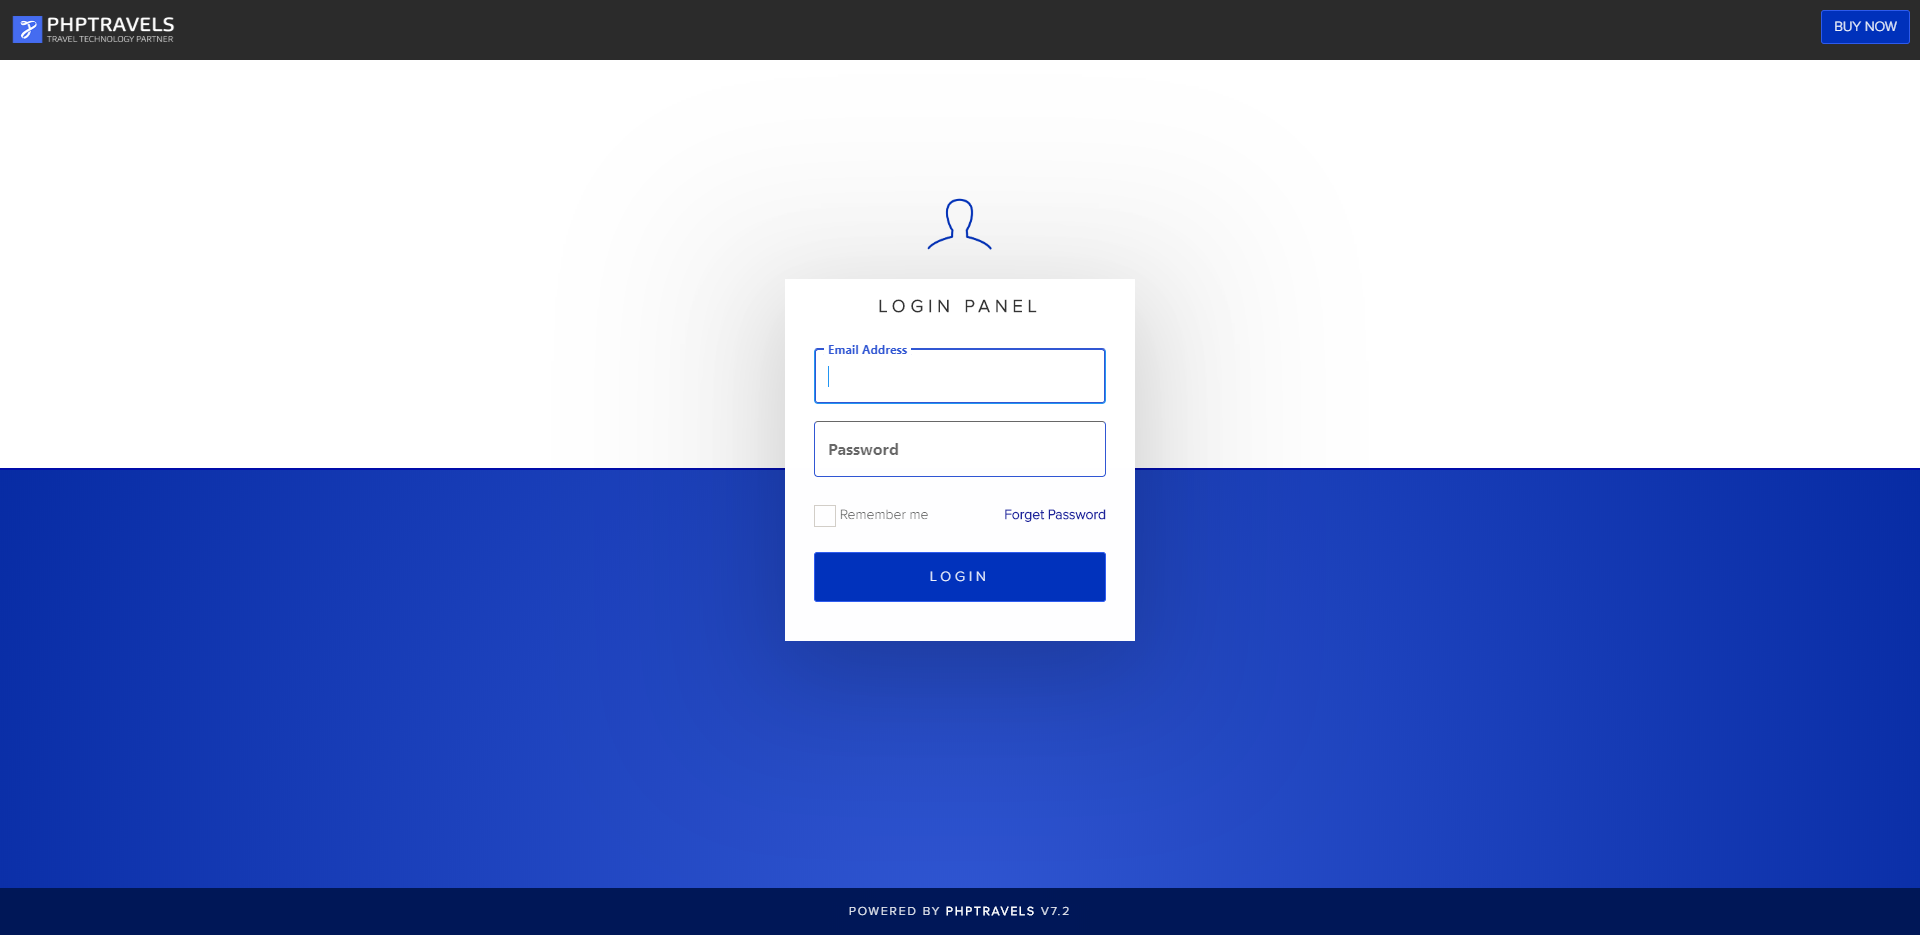 PHPTRAVELS
TRAVEL TECHNOLOGY PARTNER
BUY NOW
LOGIN PANEL
Email Address
Password
Remember me
Forget Password
LOGIN
POWERED BY PHPTRAVELS V7.2